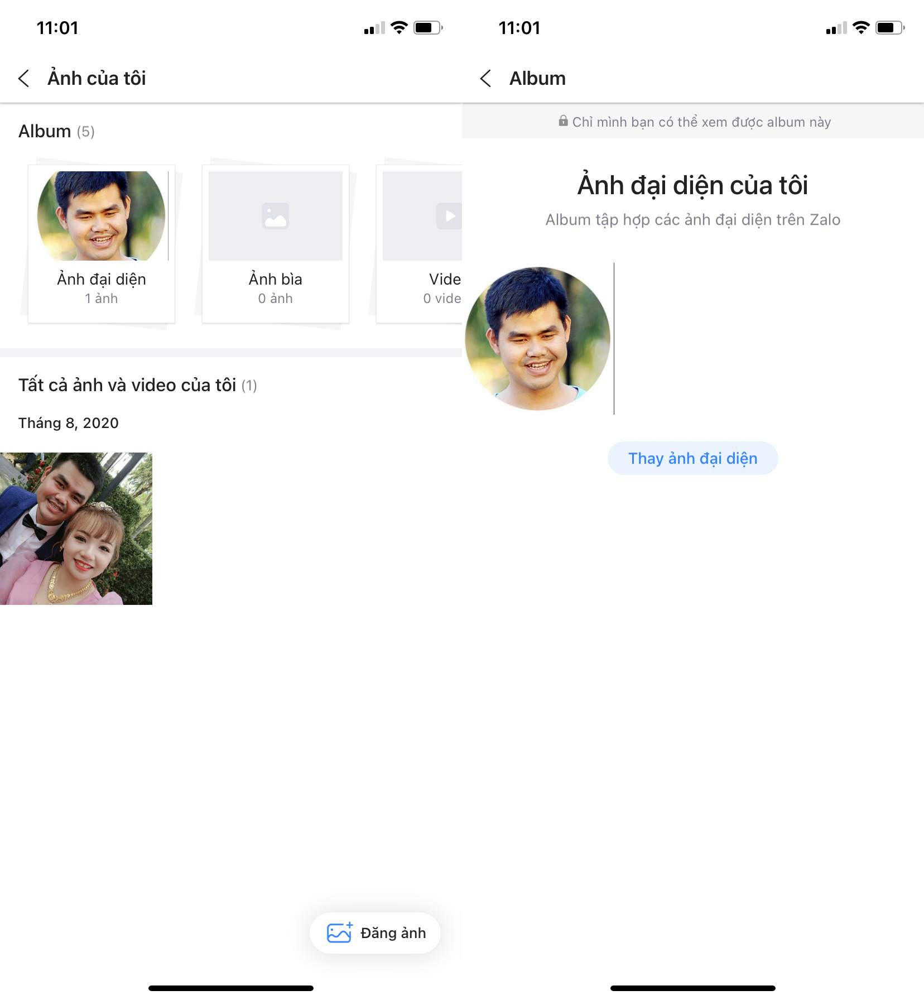 11:01
Ảnh của tôi
Album (5)
Ảnh đại diện
1 ảnh
Ảnh bìa
0 ảnh
Vide
0 vide
Tất cả ảnh và video của tôi (1)
Tháng 8, 2020
Đăng ảnh
11:01
Album
Chỉ mình bạn có thể xem được album này
Ảnh đại diện của tôi
Album tập hợp các ảnh đại diện trên Zalo
Thay ảnh đại diện